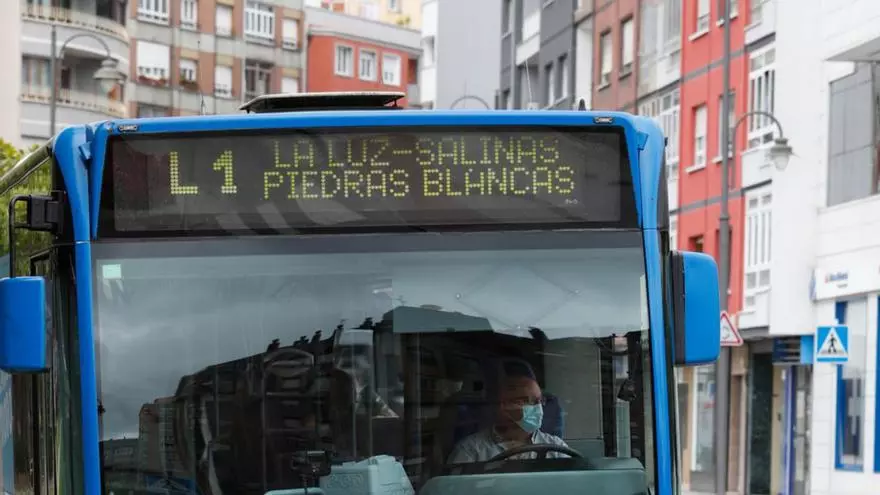 L 1
LA LUZ-SALINAS
PIEDRAS BLANCAS